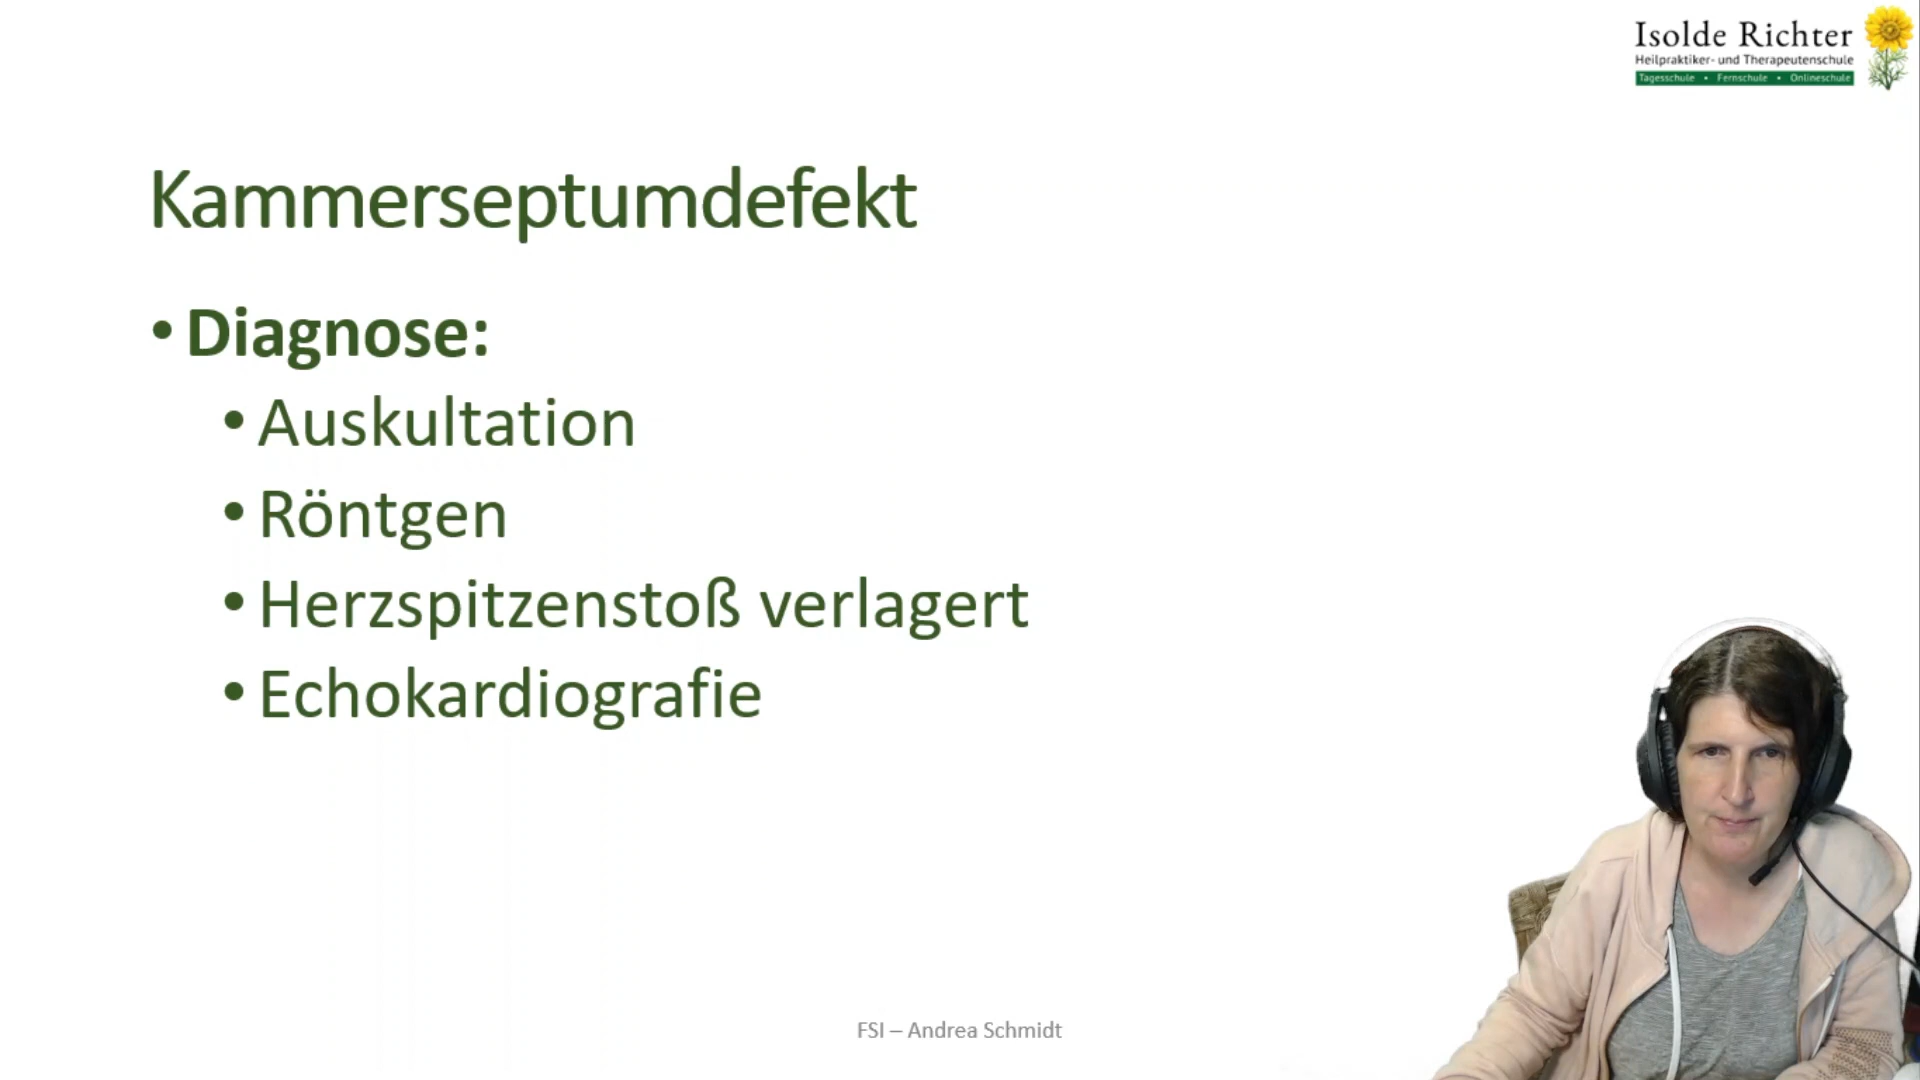 Isolde Richter
Heilpraktiker- und Therapeutenschule
Tagesschule • Fernschule • Onlineschule
Kammerseptumdefekt
• Diagnose:
• Auskultation
• Röntgen
• Herzspitzenstoß verlagert
• Echokardiografie
FSI – Andrea Schmidt